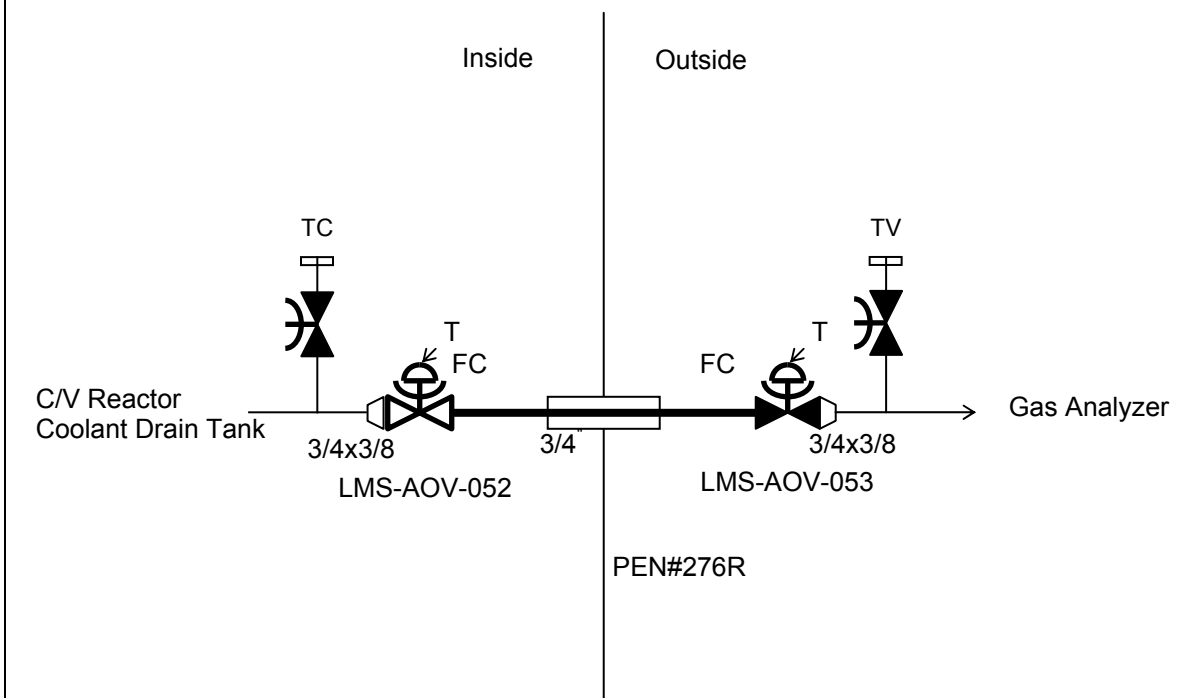 Inside
Outside
TC
TV
T
FC
FC
T
C/V Reactor
Coolant Drain Tank
3/4x3/8
3/4"
3/4x3/8
Gas Analyzer
LMS-AOV-052
LMS-AOV-053
PEN#276R